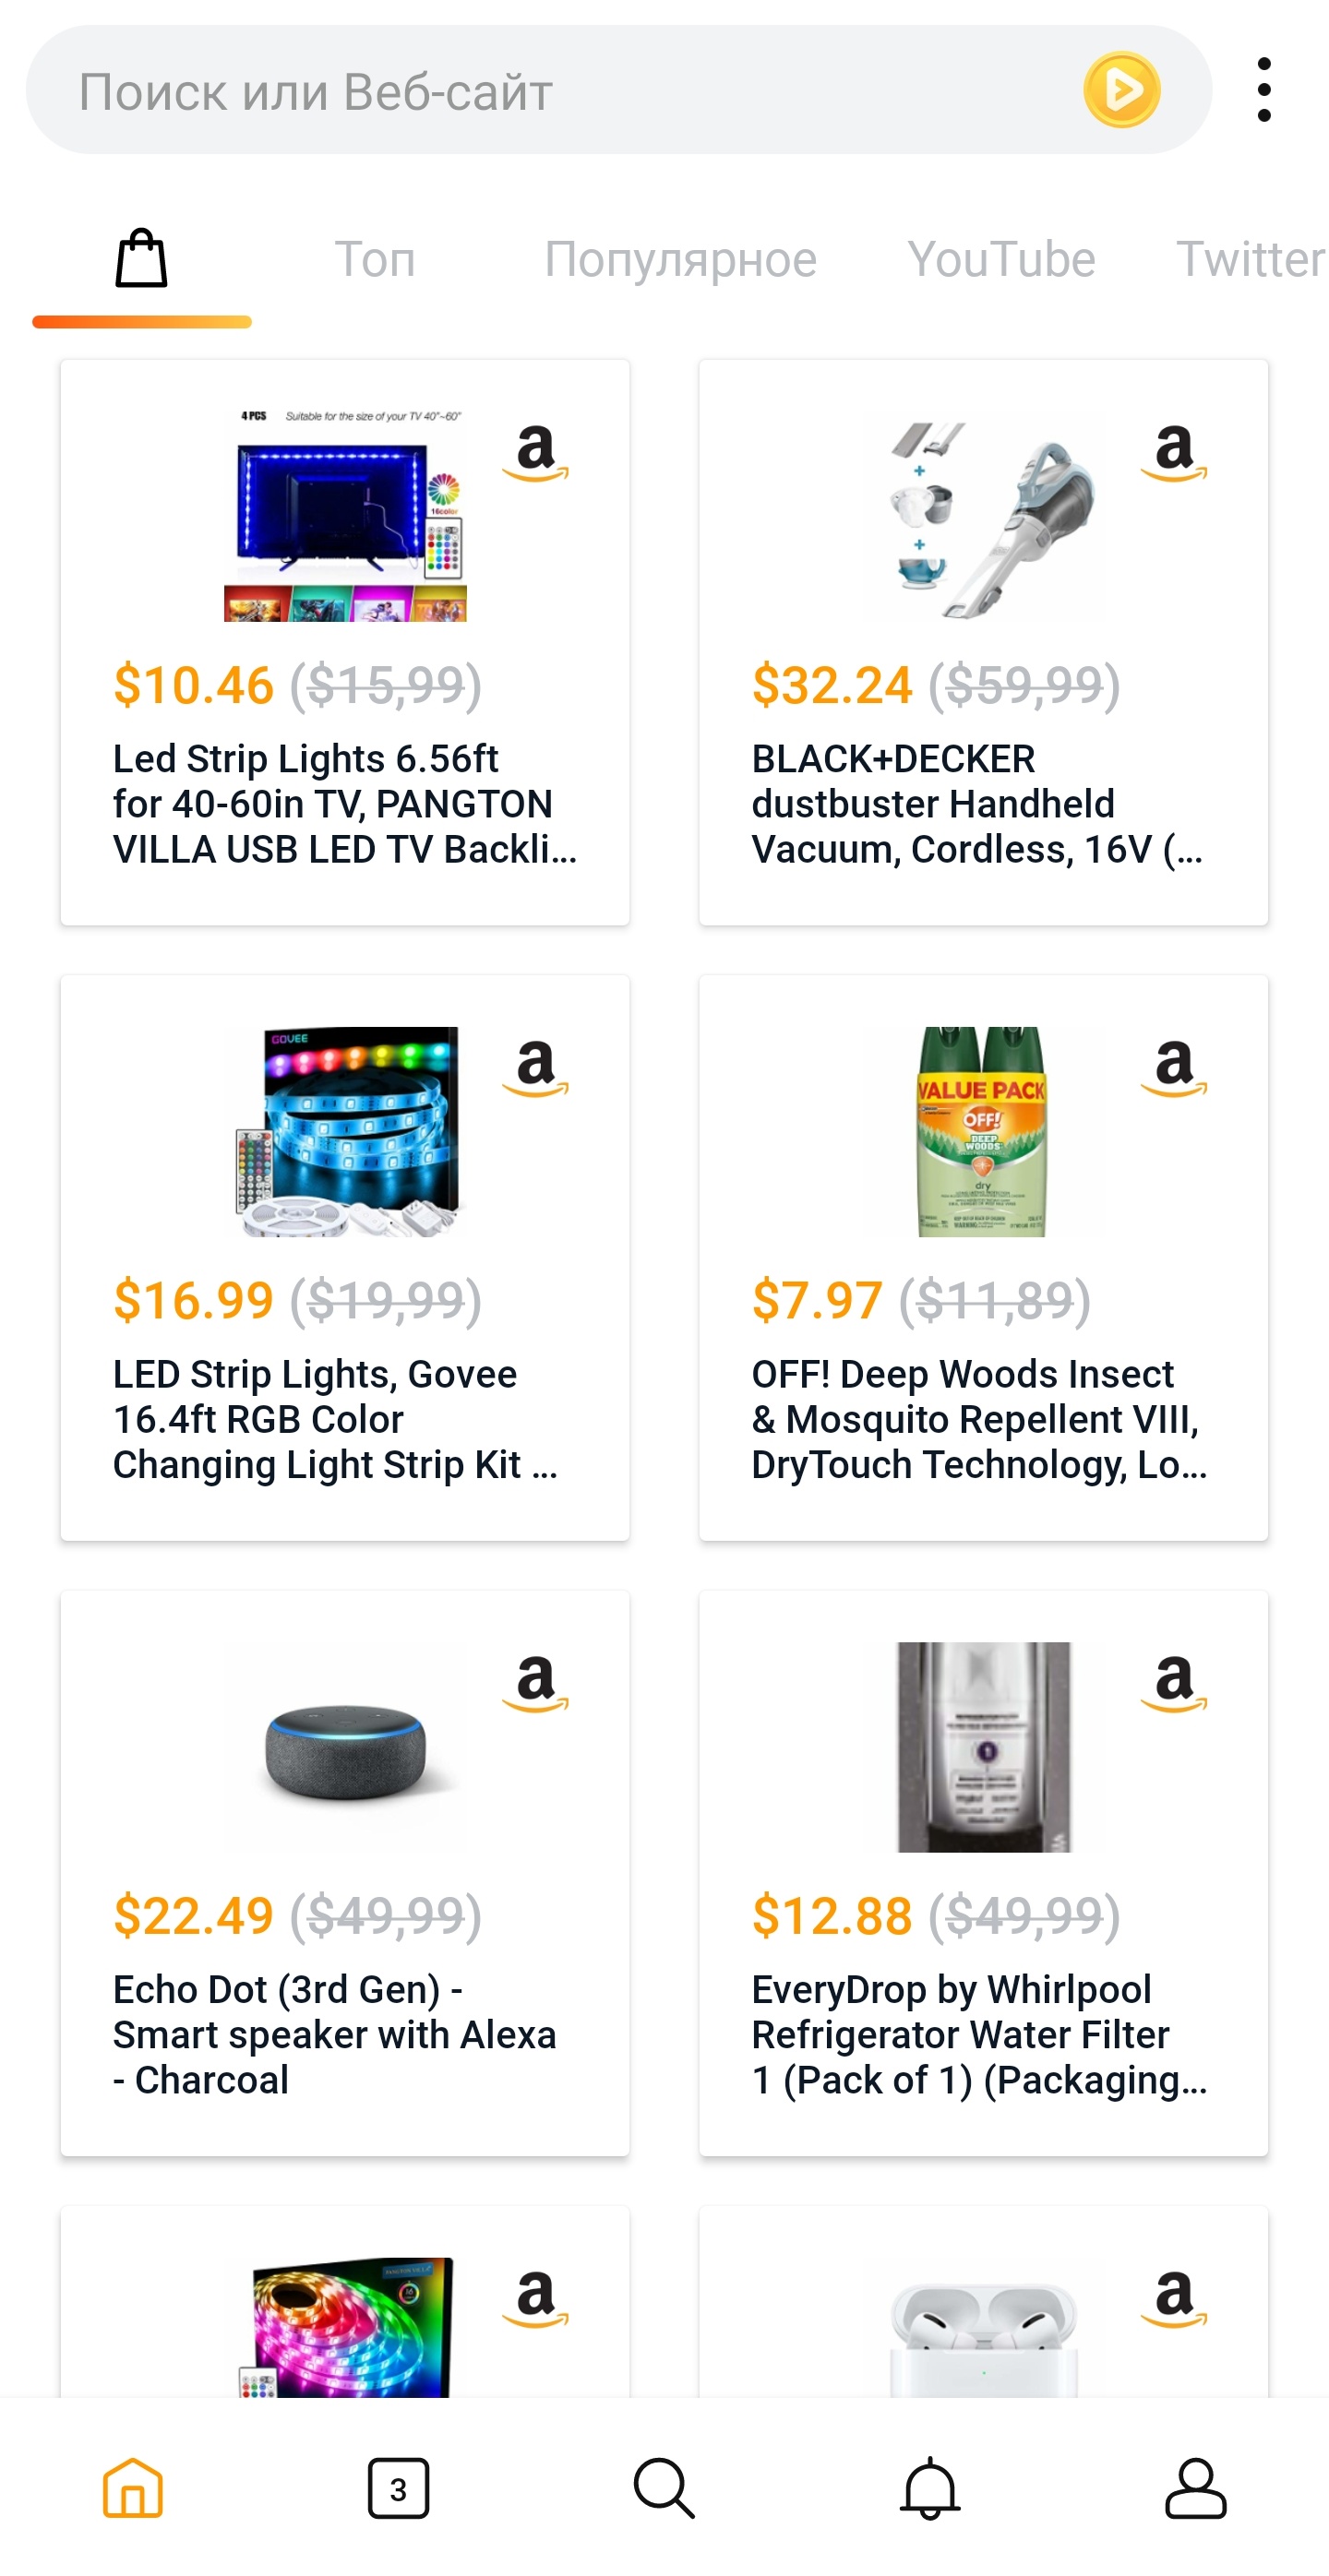 Поиск или Веб-сайт
Топ Популярное YouTube Twitter
4 PCS Suitable for the size of your TV 40"~60"
16color
$10.46 ($15,99)
Led Strip Lights 6.56ft
for 40-60in TV, PANGTON
VILLA USB LED TV Backli...
$32.24 ($59,99)
BLACK+DECKER
dustbuster Handheld
Vacuum, Cordless, 16V (...
GOVEE
$16.99 ($19,99)
LED Strip Lights, Govee
16.4ft RGB Color
Changing Light Strip Kit ...
VALUE PACK
OFF!
DEEP
WOODS
dry
$7.97 ($11,89)
OFF! Deep Woods Insect
& Mosquito Repellent VIII,
DryTouch Technology, Lo...
$22.49 ($49,99)
Echo Dot (3rd Gen) -
Smart speaker with Alexa
- Charcoal
$12.88 ($49,99)
EveryDrop by Whirlpool
Refrigerator Water Filter
1 (Pack of 1) (Packaging...
PANGTON VILLA
3